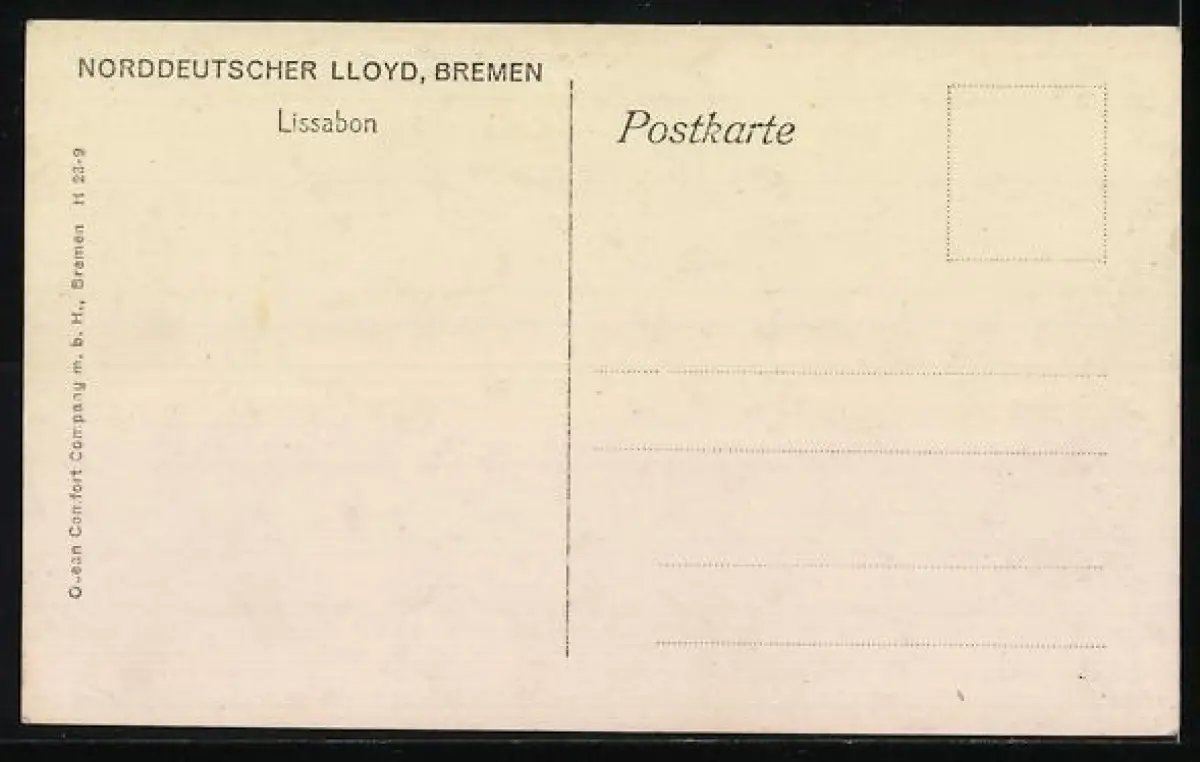 NORDDEUTSCHER LLOYD, BREMEN
Lissabon
Postkarte
Ocean Comfort Company m. b. H., Bremen H 23-9